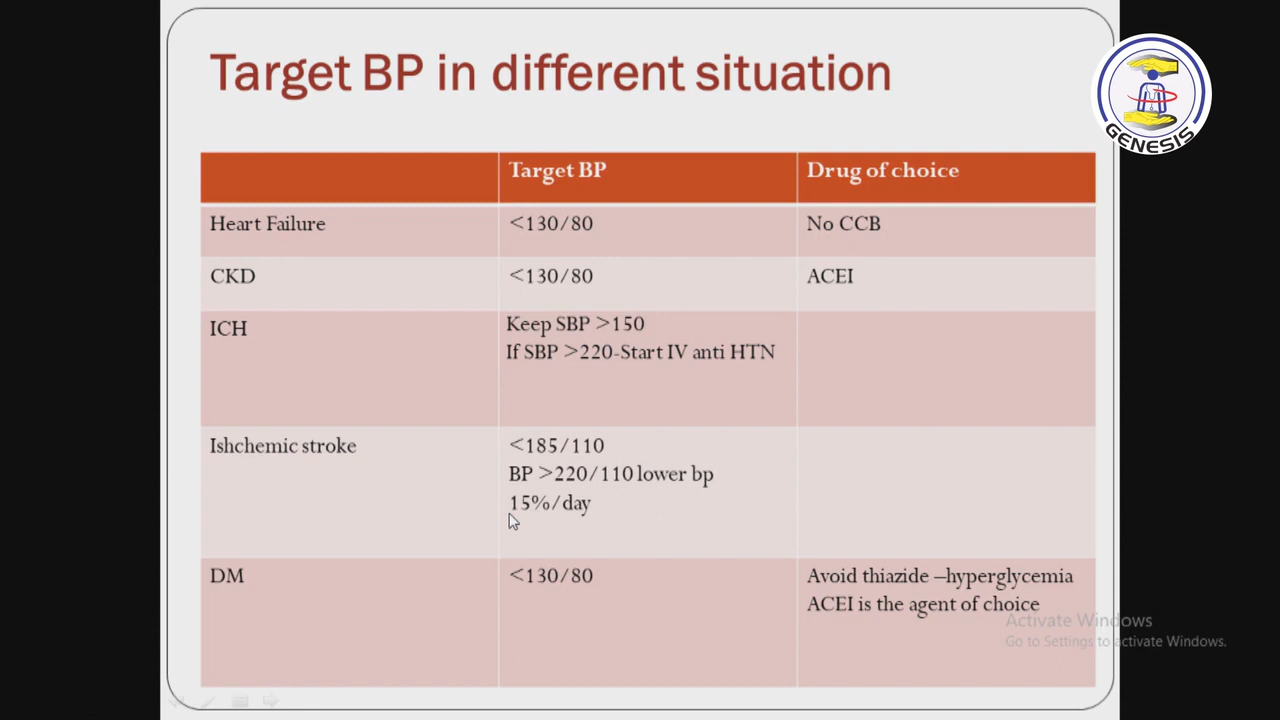 Target BP in different situation
GENESIS
Target BP
Drug of choice
Heart Failure
<130/80
No CCB
CKD
<130/80
ACEI
ICH
Keep SBP >150
If SBP >220-Start IV anti HTN
Ishchemic stroke
<185/110
BP >220/110 lower bp
15%/day
DM
<130/80
Avoid thiazide –hyperglycemia
ACEI is the agent of choice
Activate Windows
Go to Settings to activate Windows.